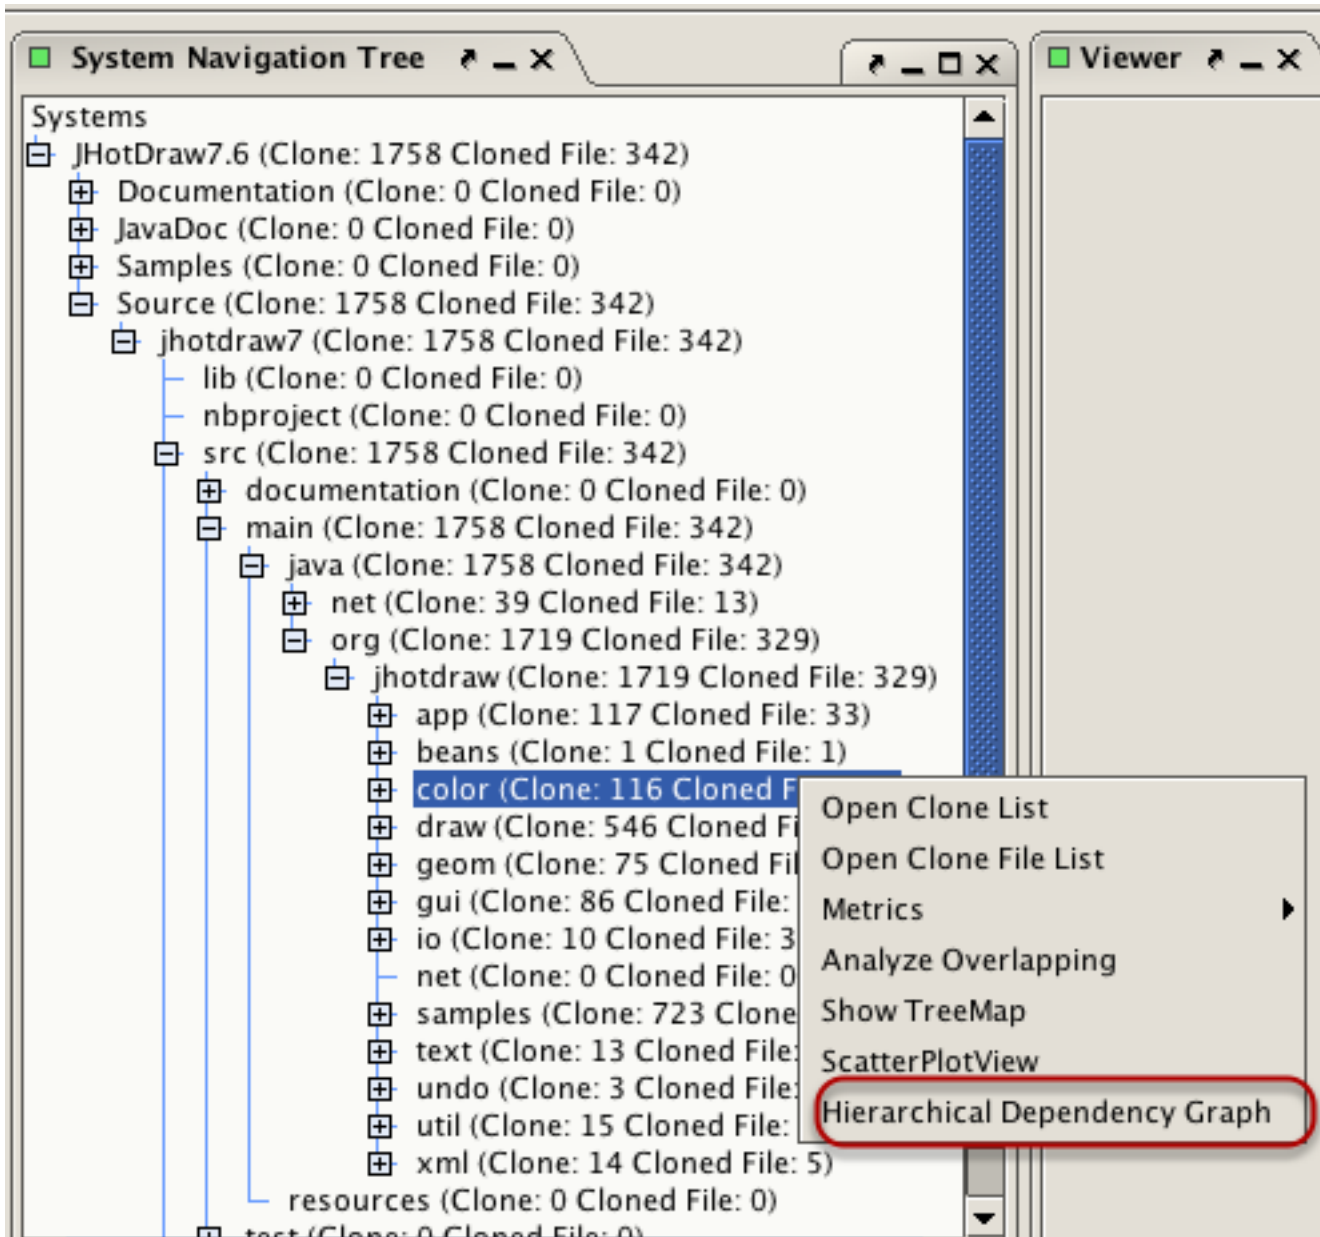 System Navigation Tree
Viewer
Systems
JHotDraw7.6 (Clone: 1758 Cloned File: 342)
Documentation (Clone: 0 Cloned File: 0)
JavaDoc (Clone: 0 Cloned File: 0)
Samples (Clone: 0 Cloned File: 0)
Source (Clone: 1758 Cloned File: 342)
jhotdraw7 (Clone: 1758 Cloned File: 342)
lib (Clone: 0 Cloned File: 0)
nbproject (Clone: 0 Cloned File: 0)
src (Clone: 1758 Cloned File: 342)
documentation (Clone: 0 Cloned File: 0)
main (Clone: 1758 Cloned File: 342)
java (Clone: 1758 Cloned File: 342)
net (Clone: 39 Cloned File: 13)
org (Clone: 1719 Cloned File: 329)
jhotdraw (Clone: 1719 Cloned File: 329)
app (Clone: 117 Cloned File: 33)
beans (Clone: 1 Cloned File: 1)
color (Clone: 116 Cloned F
draw (Clone: 546 Cloned Fi
geom (Clone: 75 Cloned Fil
gui (Clone: 86 Cloned File:
io (Clone: 10 Cloned File: 3
net (Clone: 0 Cloned File: 0
samples (Clone: 723 Clone
text (Clone: 13 Cloned File:
undo (Clone: 3 Cloned File:
util (Clone: 15 Cloned File:
xml (Clone: 14 Cloned File: 5)
resources (Clone: 0 Cloned File: 0)
test (Clone: 0 Cloned File: 0)
Open Clone List
Open Clone File List
Metrics
Analyze Overlapping
Show TreeMap
ScatterPlotView
Hierarchical Dependency Graph